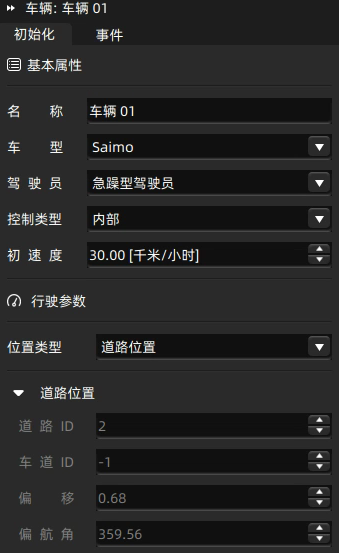 车辆: 车辆 01
初始化 事件
基本属性
名 称 车辆 01
车 型 Saimo
驾 驶 员 急躁型驾驶员
控制类型 内部
初 速 度 30.00 [千米/小时]
行驶参数
位置类型 道路位置
道路位置
道 路 ID 2
车 道 ID -1
偏 移 0.68
偏 航 角 359.56